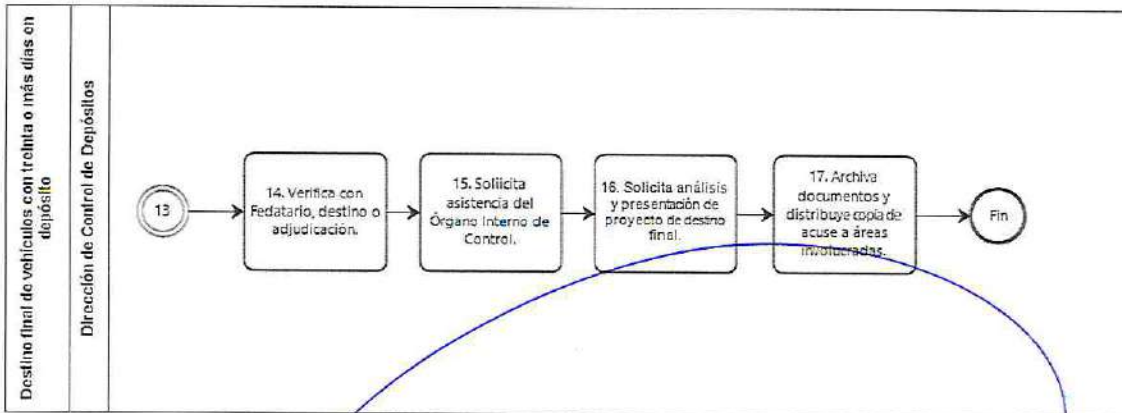 Destino final de vehículos con treinta o más días en
depósito
Dirección de Control de Depósitos
13
14. Verifica con
Fedatario, destino o
adjudicación.
15. Soliicita
asistencia del
Órgano Interno de
Control.
16. Solicita análisis
y presentación de
proyecto de destino
final.
17. Archiva
documentos y
distribuye copia de
acuse a áreas
involucradas.
Fin